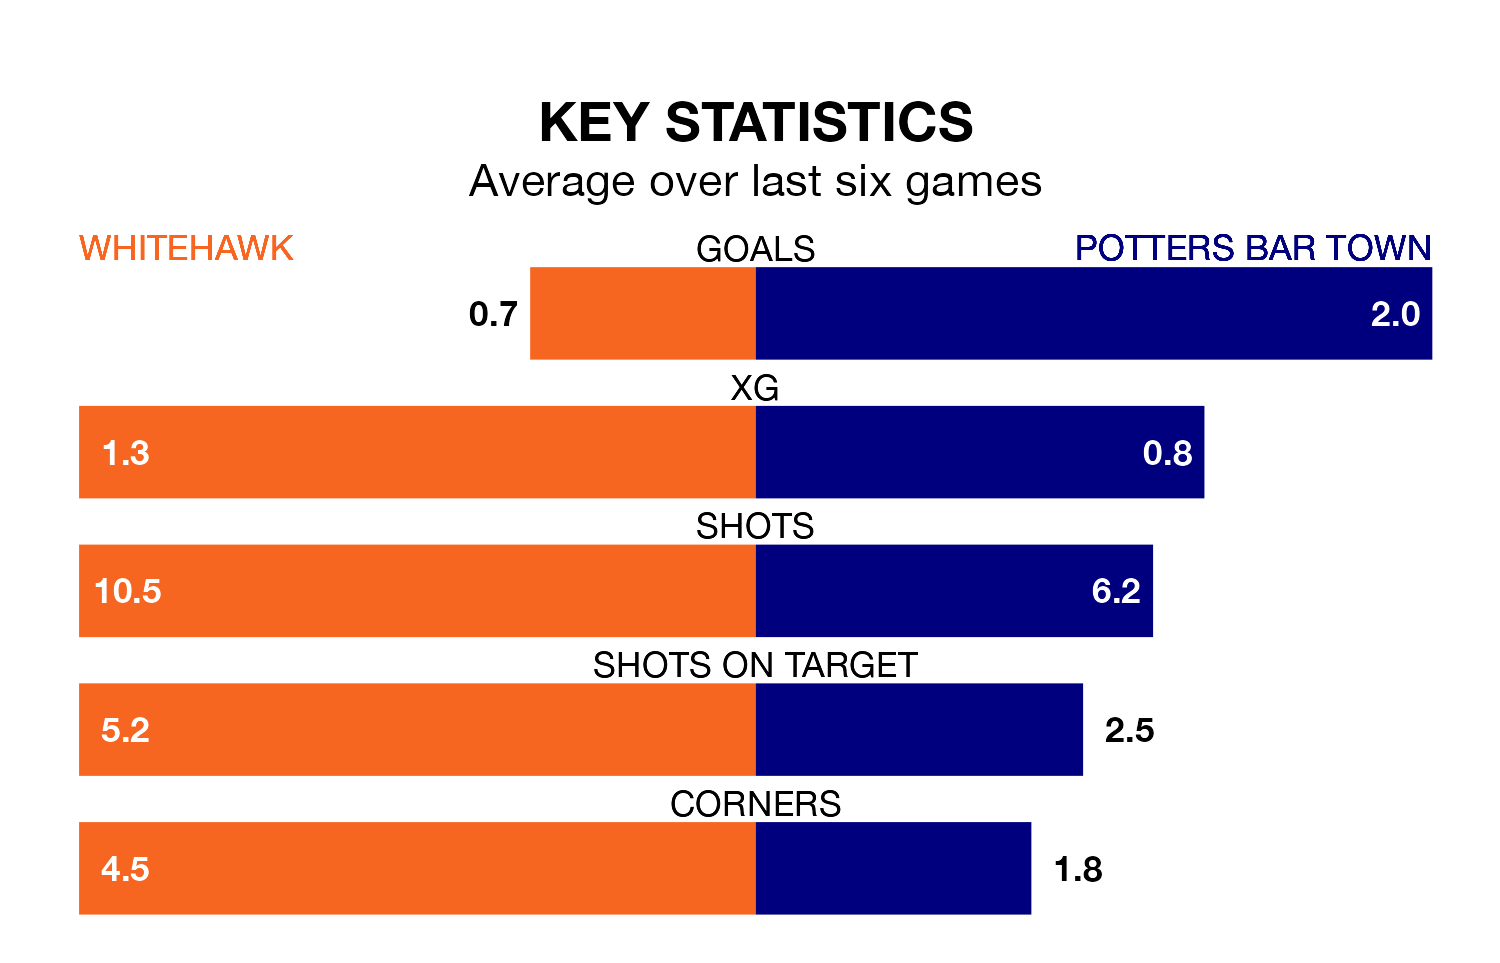 KEY STATISTICS
Average over last six games
WHITEHAWK GOALS POTTERS BAR TOWN
0.7 2.0
XG
1.3 0.8
SHOTS
10.5 6.2
SHOTS ON TARGET
5.2 2.5
CORNERS
4.5 1.8